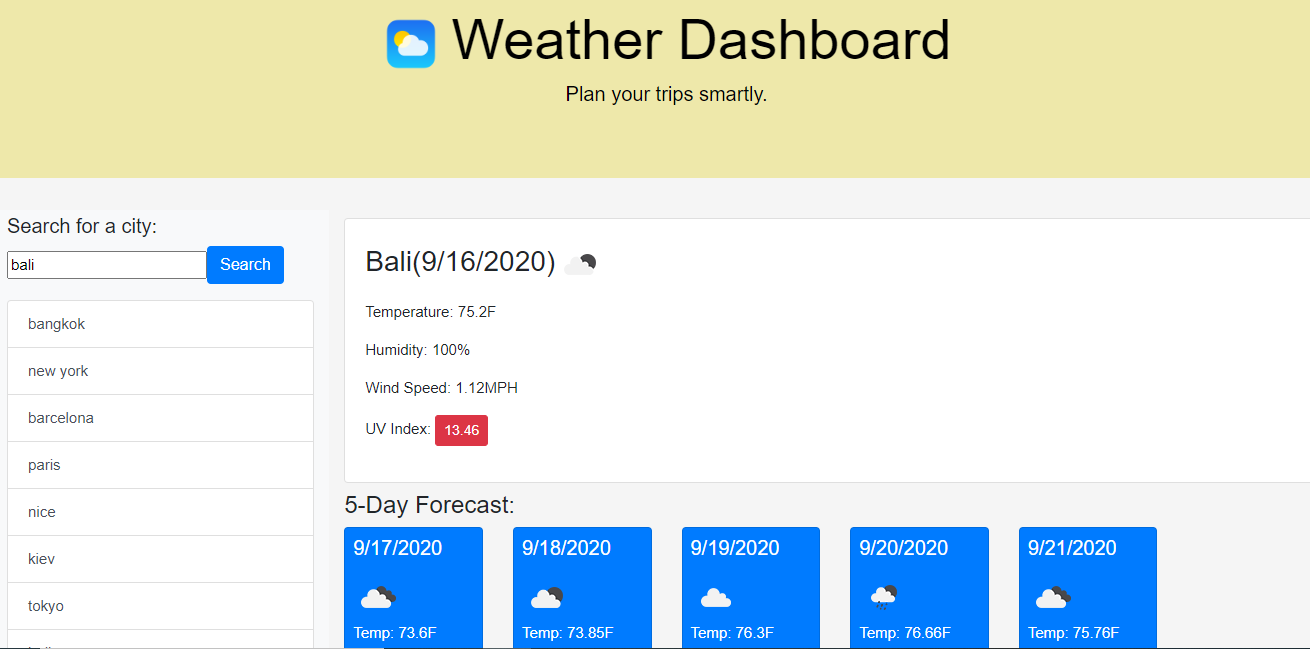 Weather Dashboard
Plan your trips smartly.
Search for a city:
bali
Search
bangkok
new york
barcelona
paris
nice
kiev
tokyo
Bali(9/16/2020)
Temperature: 75.2F
Humidity: 100%
Wind Speed: 1.12MPH
UV Index: 13.46
5-Day Forecast:
9/17/2020
Temp: 73.6F
9/18/2020
Temp: 73.85F
9/19/2020
Temp: 76.3F
9/20/2020
Temp: 76.66F
9/21/2020
Temp: 75.76F